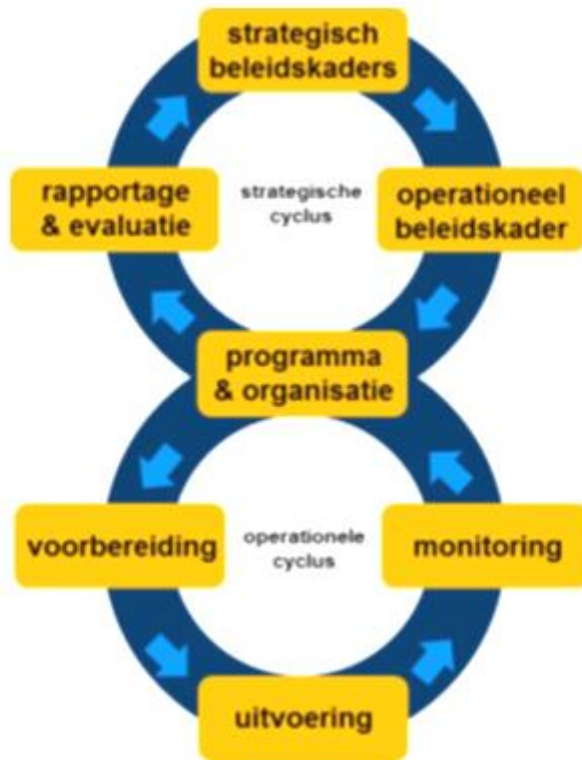 strategisch
beleidskaders
rapportage
& evaluatie
strategische
cyclus
operationeel
beleidskader
programma
& organisatie
voorbereiding
operationele
cyclus
monitoring
uitvoering